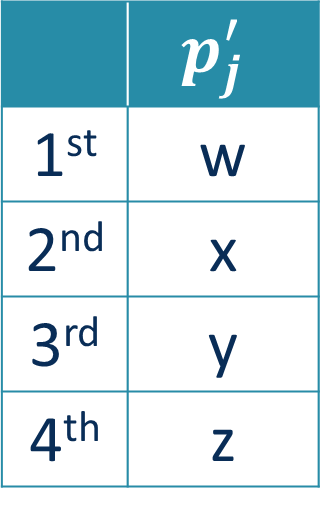 p′ⱼ
1st w
2nd x
3rd y
4th z